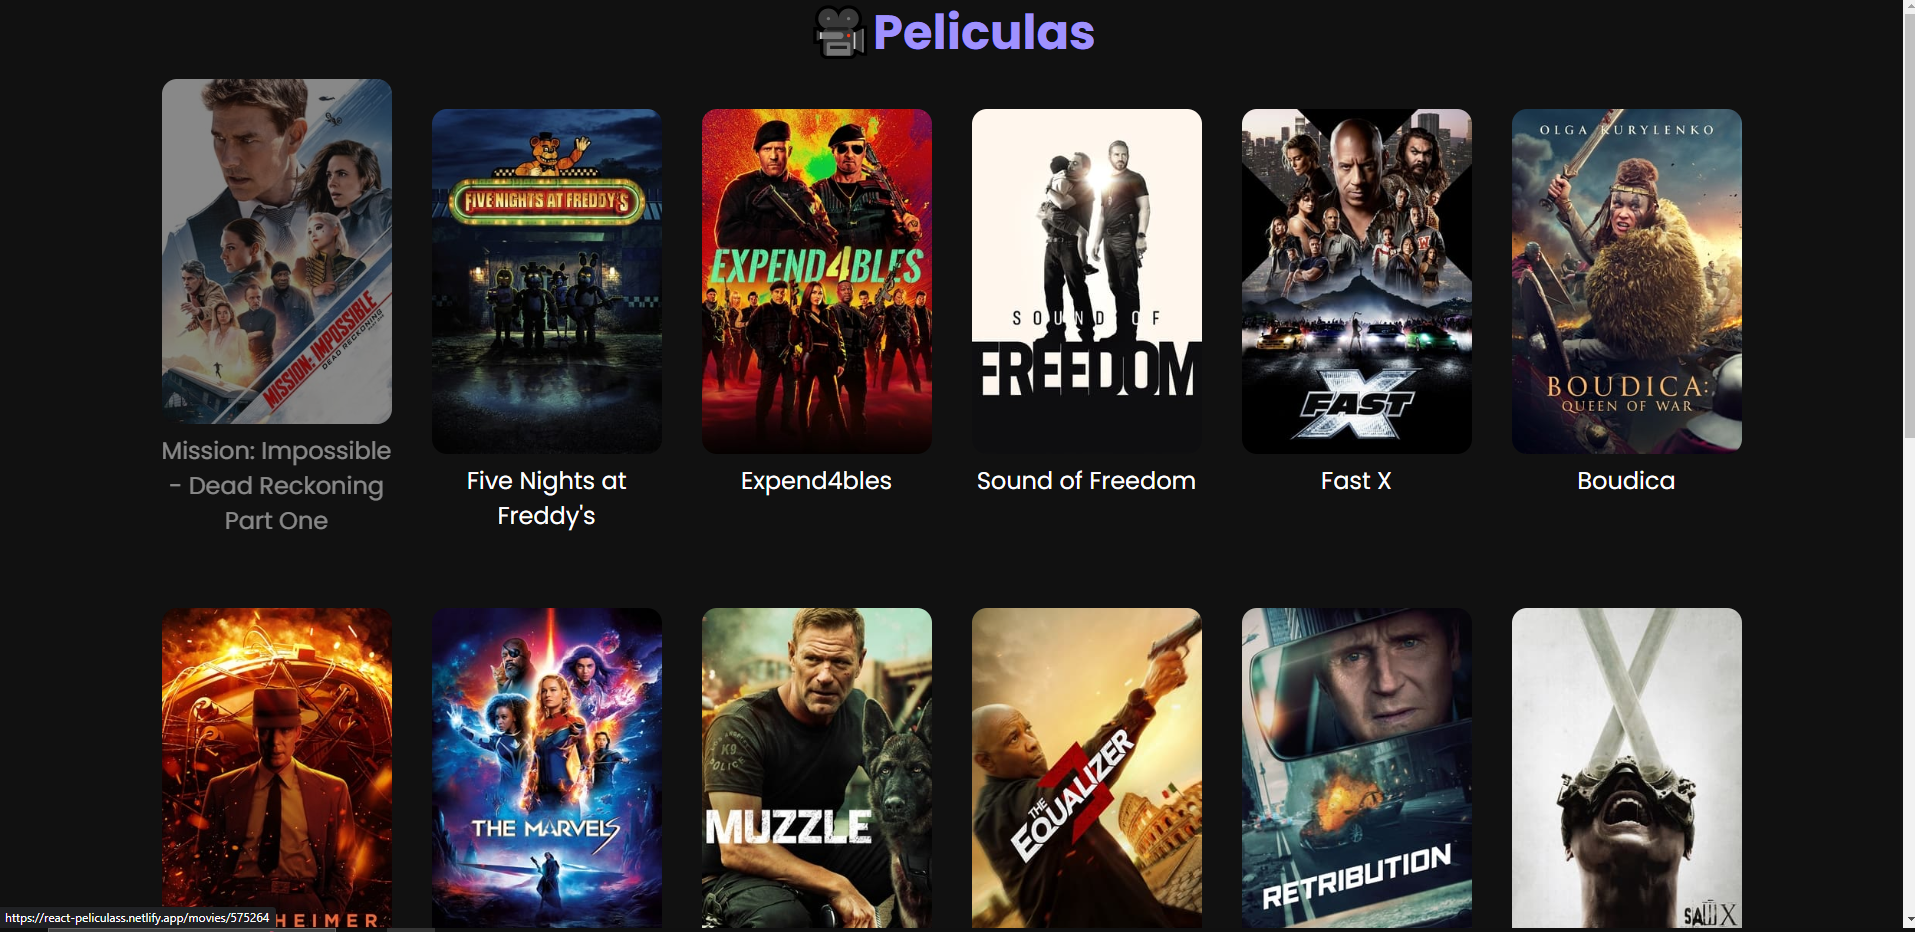 Peliculas
MISSION: IMPOSSIBLE
DEAD RECKONING
Mission: Impossible
- Dead Reckoning
Part One
FIVE NIGHTS AT FREDDY'S
Five Nights at
Freddy's
EXPEND4BLES
Expend4bles
SOUND OF
FREEDOM
Sound of Freedom
FAST
X
Fast X
OLGA KURYLENKO
BOUDICA:
QUEEN OF WAR
Boudica
HEIMER
THE MARVELS
K9
POLICE
MUZZLE
THE
EQUALIZER
3
RETRIBUTION
SAW X
https://react-peliculass.netlify.app/movies/575264